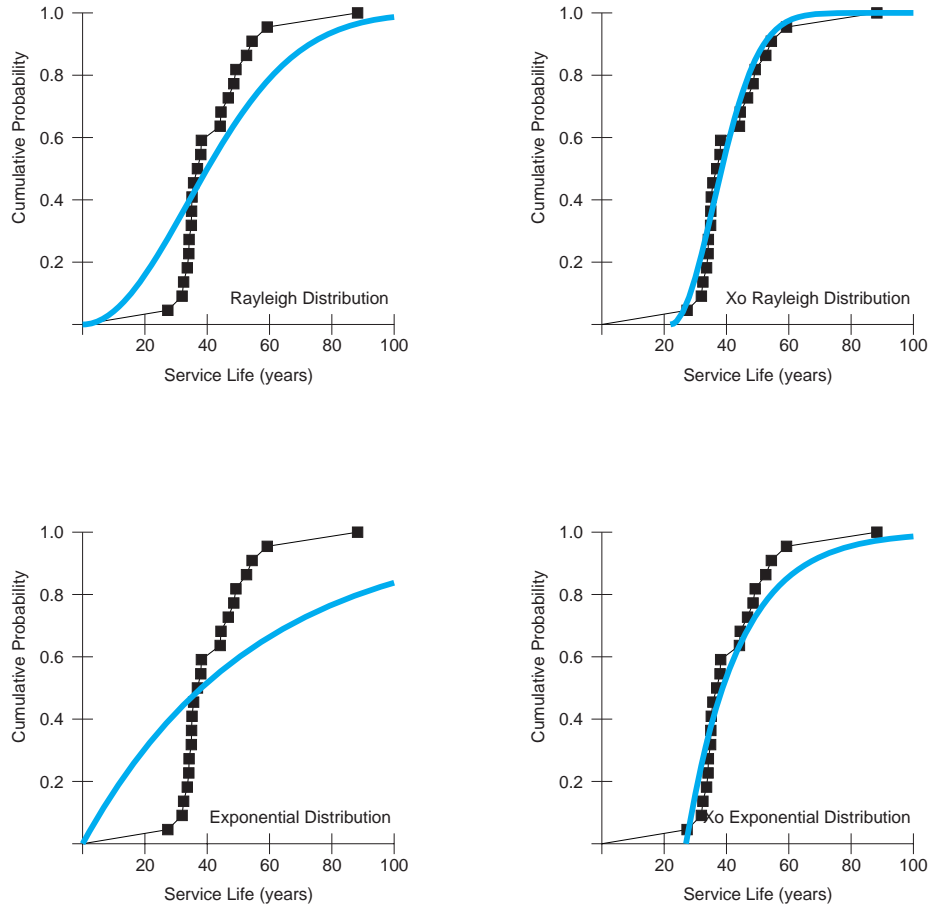 1.0
0.8
0.6
0.4
0.2
Cumulative Probability
Rayleigh Distribution
20 40 60 80 100
Service Life (years)
1.0
0.8
0.6
0.4
0.2
Cumulative Probability
Xo Rayleigh Distribution
20 40 60 80 100
Service Life (years)
1.0
0.8
0.6
0.4
0.2
Cumulative Probability
Exponential Distribution
20 40 60 80 100
Service Life (years)
1.0
0.8
0.6
0.4
0.2
Cumulative Probability
Xo Exponential Distribution
20 40 60 80 100
Service Life (years)